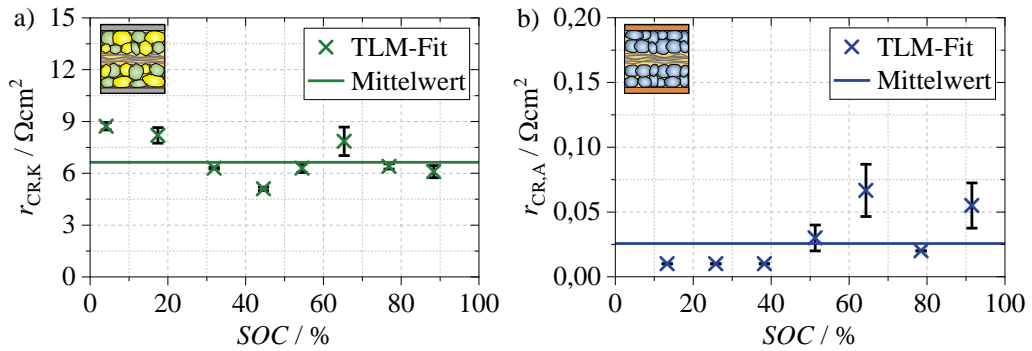 a)
r_CR,K / Ωcm²
15
12
9
6
3
0
TLM-Fit
Mittelwert
0 20 40 60 80 100
SOC / %
b)
r_CR,A / Ωcm²
0,20
0,15
0,10
0,05
0,00
TLM-Fit
Mittelwert
0 20 40 60 80 100
SOC / %